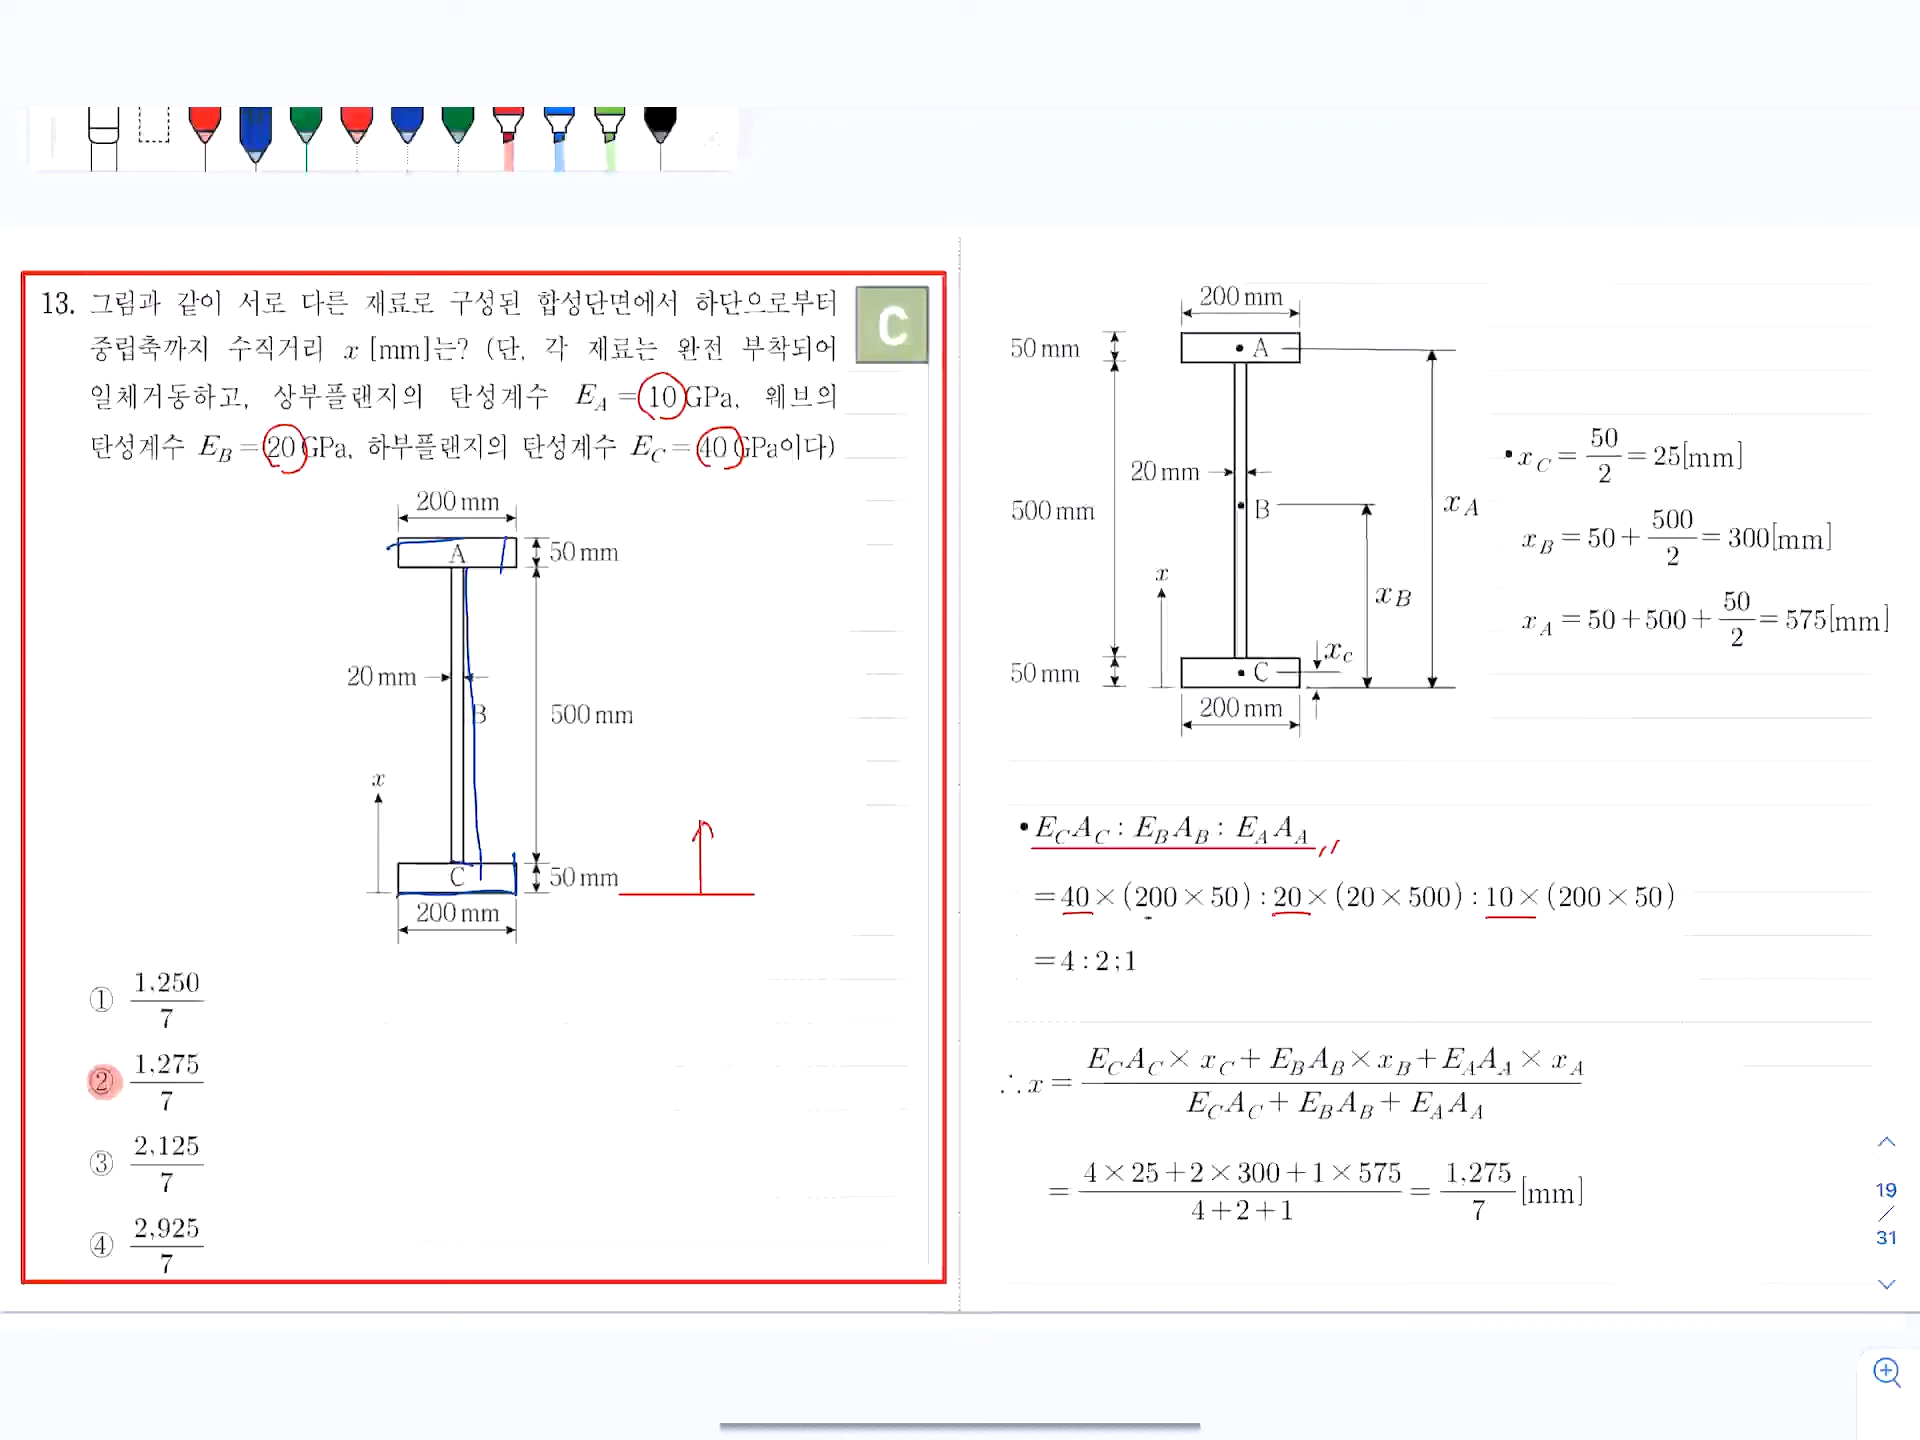 13. 그림과 같이 서로 다른 재료로 구성된 합성단면에서 하단으로부터
중립축까지 수직거리 x [mm]는? (단, 각 재료는 완전 부착되어
일체거동하고, 상부플랜지의 탄성계수 E_A = 10 GPa, 웨브의
탄성계수 E_B = 20 GPa, 하부플랜지의 탄성계수 E_C = 40 GPa이다)
C
200 mm
A
50 mm
20 mm
B
500 mm
x
C
50 mm
200 mm
① 1,250/7
② 1,275/7
③ 2,125/7
④ 2,925/7
200 mm
50 mm
A
20 mm
500 mm
B
x_A
x
x_B
50 mm
C
x_c
200 mm
• x_C = 50/2 = 25[mm]
x_B = 50 + 500/2 = 300[mm]
x_A = 50 + 500 + 50/2 = 575[mm]
• E_C A_C : E_B A_B : E_A A_A
= 40 × (200 × 50) : 20 × (20 × 500) : 10 × (200 × 50)
= 4 : 2 ; 1
∴ x = (E_C A_C × x_C + E_B A_B × x_B + E_A A_A × x_A)/(E_C A_C + E_B A_B + E_A A_A)
= (4 × 25 + 2 × 300 + 1 × 575)/(4 + 2 + 1) = 1,275/7 [mm]
19
/
31